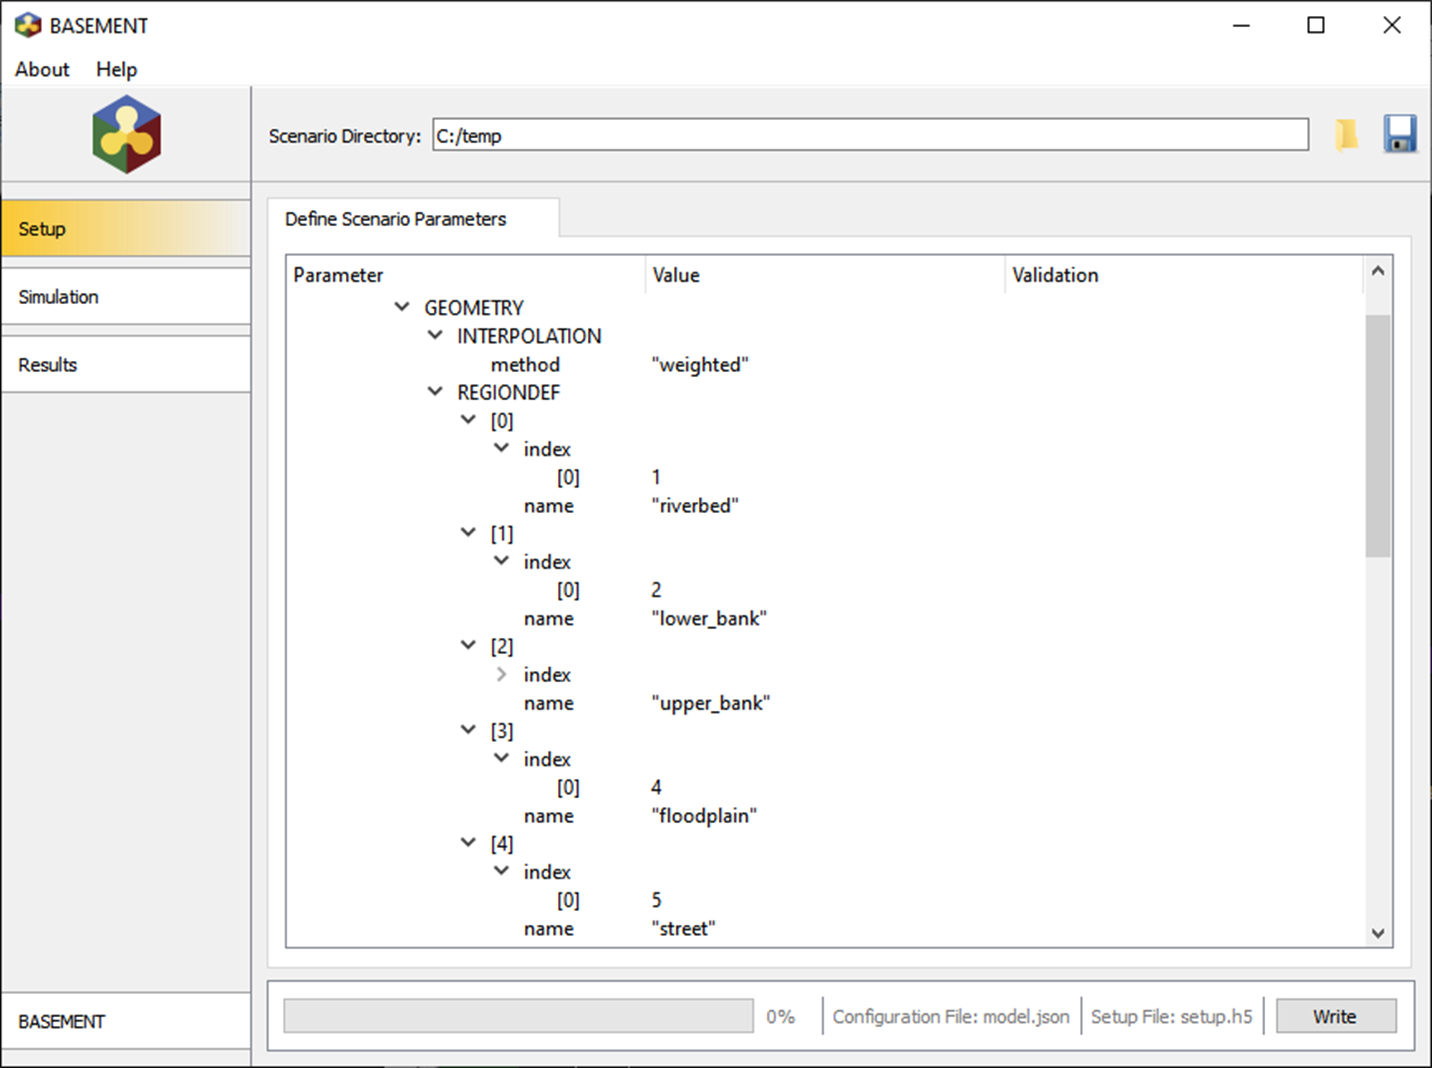 BASEMENT
About Help
Scenario Directory: C:/temp
Setup
Simulation
Results
BASEMENT
Define Scenario Parameters
Parameter Value Validation
GEOMETRY
INTERPOLATION
method "weighted"
REGIONDEF
[0]
index
[0] 1
name "riverbed"
[1]
index
[0] 2
name "lower_bank"
[2]
index
name "upper_bank"
[3]
index
[0] 4
name "floodplain"
[4]
index
[0] 5
name "street"
0% Configuration File: model.json Setup File: setup.h5 Write